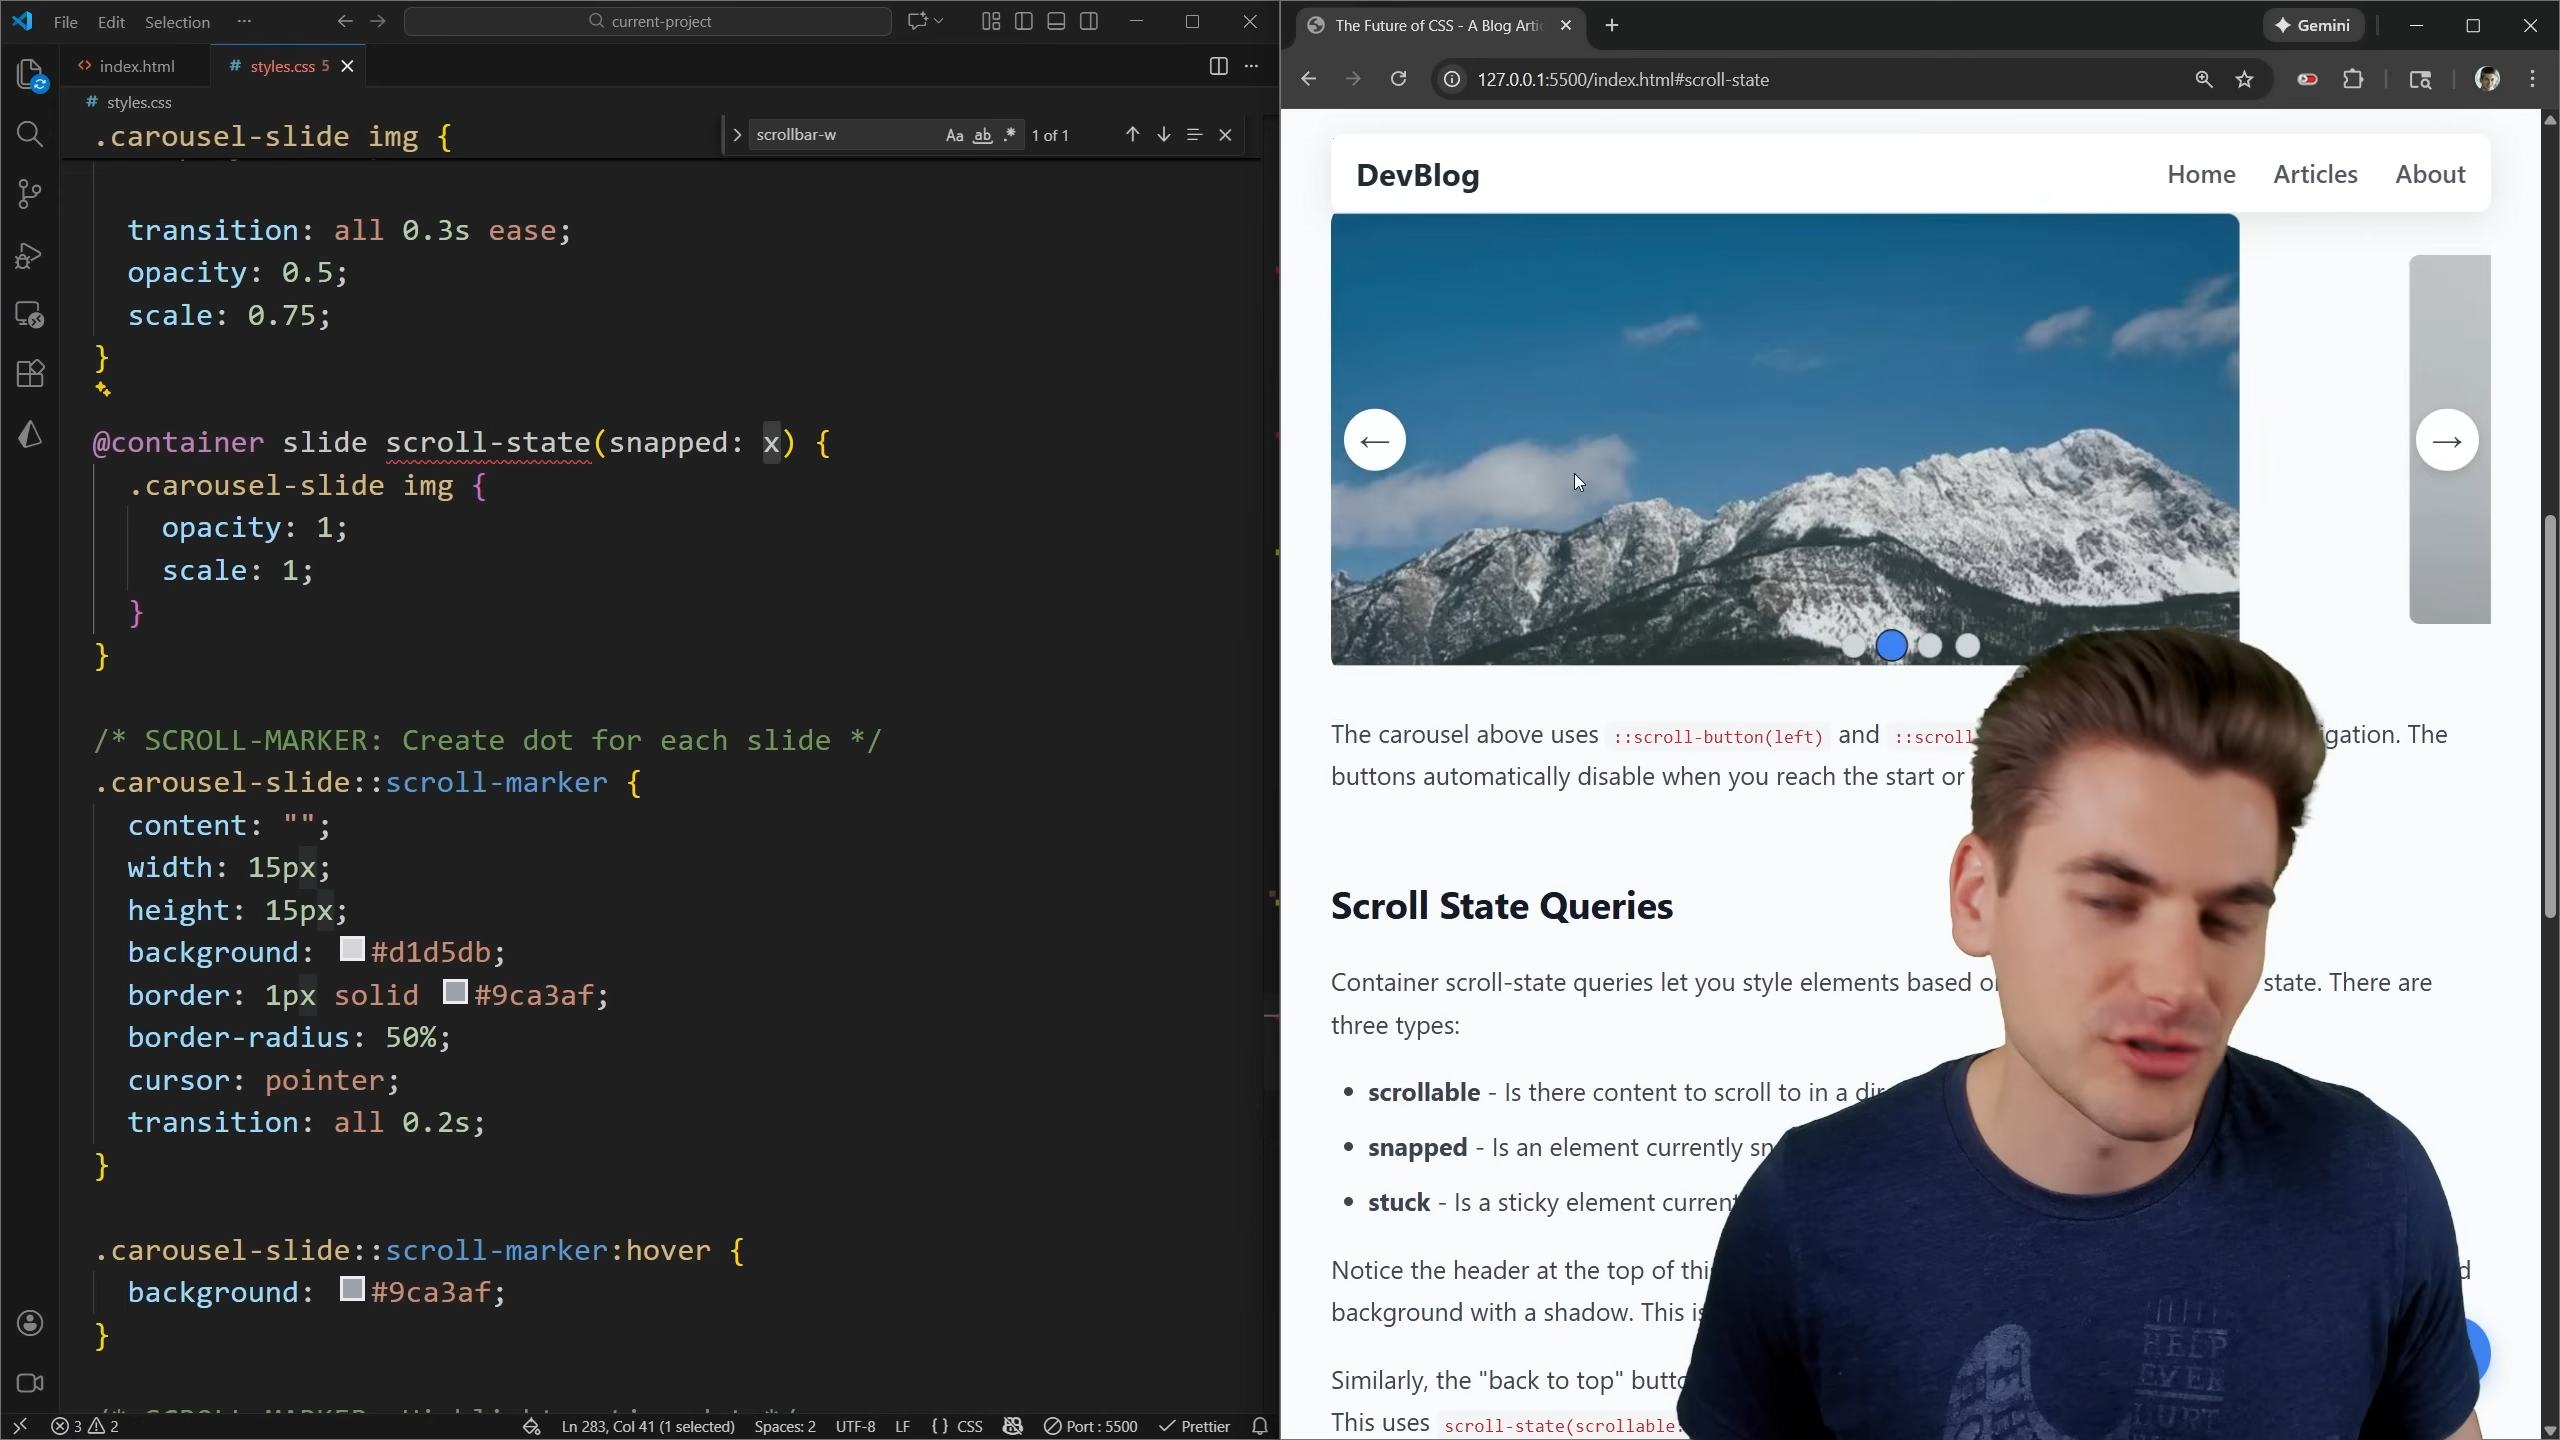 File Edit Selection ···
current-project
index.html
styles.css 5
styles.css
.carousel-slide img {
scrollbar-w
Aa ab .* 1 of 1
transition: all 0.3s ease;
opacity: 0.5;
scale: 0.75;
}
@container slide scroll-state(snapped: x) {
.carousel-slide img {
opacity: 1;
scale: 1;
}
}
/* SCROLL-MARKER: Create dot for each slide */
.carousel-slide::scroll-marker {
content: "";
width: 15px;
height: 15px;
background: #d1d5db;
border: 1px solid #9ca3af;
border-radius: 50%;
cursor: pointer;
transition: all 0.2s;
}
.carousel-slide::scroll-marker:hover {
background: #9ca3af;
}
3 2
Ln 283, Col 41 (1 selected) Spaces: 2 UTF-8 LF { } CSS Port : 5500 Prettier
The Future of CSS - A Blog Arti
Gemini
127.0.0.1:5500/index.html#scroll-state
DevBlog
Home Articles About
← →
The carousel above uses ::scroll-button(left) and ::scroll igation. The
buttons automatically disable when you reach the start or
Scroll State Queries
Container scroll-state queries let you style elements based state. There are
three types:
• scrollable - Is there content to scroll to in a
• snapped - Is an element currently
• stuck - Is a sticky element
Notice the header at the top of
background with a shadow. This
Similarly, the "back to top"
This uses scroll-state(scrollable:
HELP
EVER
HURT